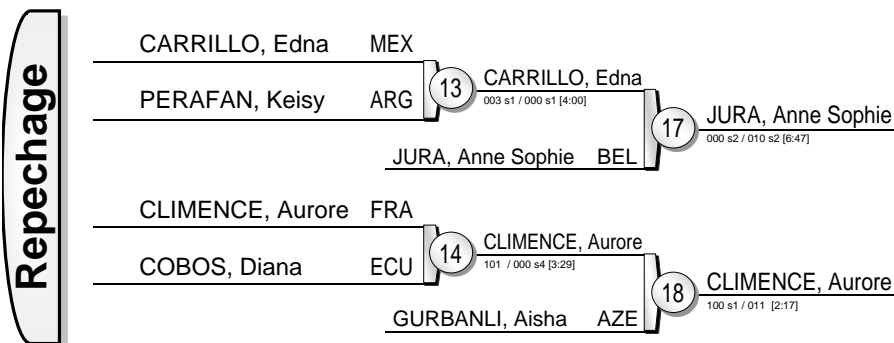 Repechage
CARRILLO, Edna MEX
PERAFAN, Keisy ARG
13
CARRILLO, Edna
003 s1 / 000 s1 [4:00]
JURA, Anne Sophie BEL
17
JURA, Anne Sophie
000 s2 / 010 s2 [6:47]
CLIMENCE, Aurore FRA
COBOS, Diana ECU
14
CLIMENCE, Aurore
101 / 000 s4 [3:29]
GURBANLI, Aisha AZE
18
CLIMENCE, Aurore
100 s1 / 011 [2:17]